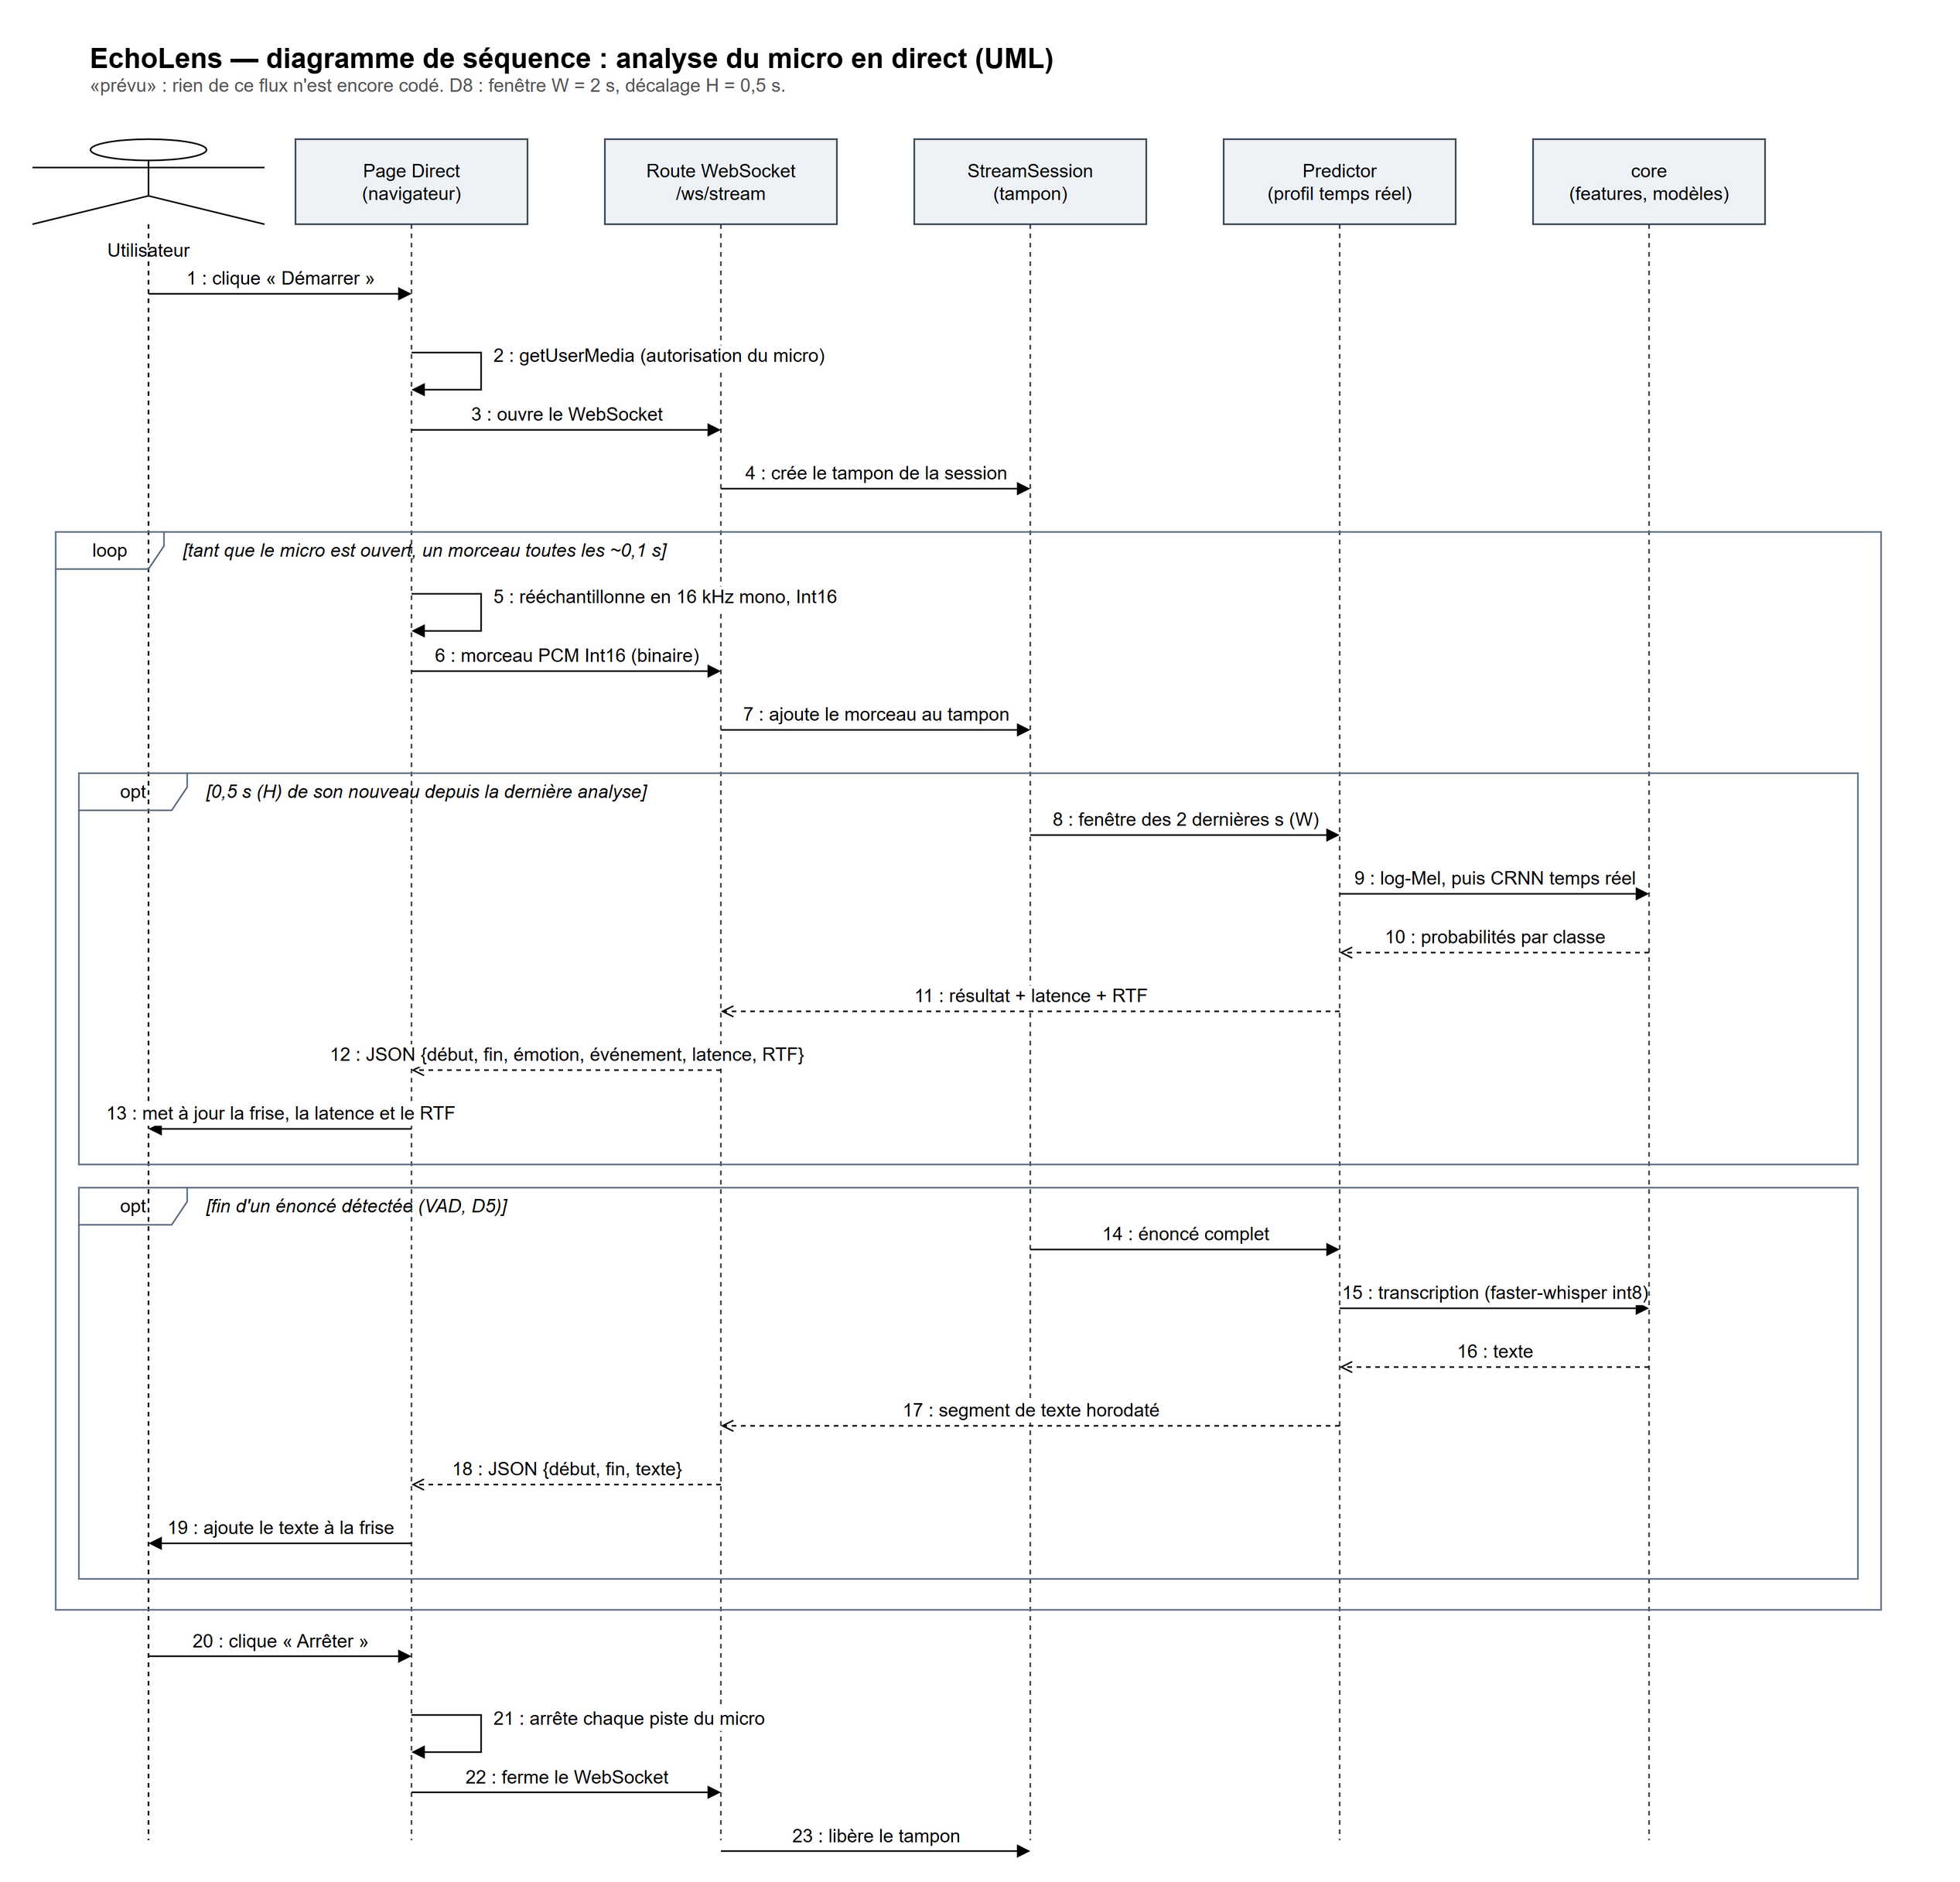 EchoLens — diagramme de séquence : analyse du micro en direct (UML)
«prévu» : rien de ce flux n'est encore codé. D8 : fenêtre W = 2 s, décalage H = 0,5 s.
Utilisateur
Page Direct
(navigateur)
Route WebSocket
/ws/stream
StreamSession
(tampon)
Predictor
(profil temps réel)
core
(features, modèles)
1 : clique « Démarrer »
2 : getUserMedia (autorisation du micro)
3 : ouvre le WebSocket
4 : crée le tampon de la session
loop
[tant que le micro est ouvert, un morceau toutes les ~0,1 s]
5 : rééchantillonne en 16 kHz mono, Int16
6 : morceau PCM Int16 (binaire)
7 : ajoute le morceau au tampon
opt
[0,5 s (H) de son nouveau depuis la dernière analyse]
8 : fenêtre des 2 dernières s (W)
9 : log-Mel, puis CRNN temps réel
10 : probabilités par classe
11 : résultat + latence + RTF
12 : JSON {début, fin, émotion, événement, latence, RTF}
13 : met à jour la frise, la latence et le RTF
opt
[fin d'un énoncé détectée (VAD, D5)]
14 : énoncé complet
15 : transcription (faster-whisper int8)
16 : texte
17 : segment de texte horodaté
18 : JSON {début, fin, texte}
19 : ajoute le texte à la frise
20 : clique « Arrêter »
21 : arrête chaque piste du micro
22 : ferme le WebSocket
23 : libère le tampon